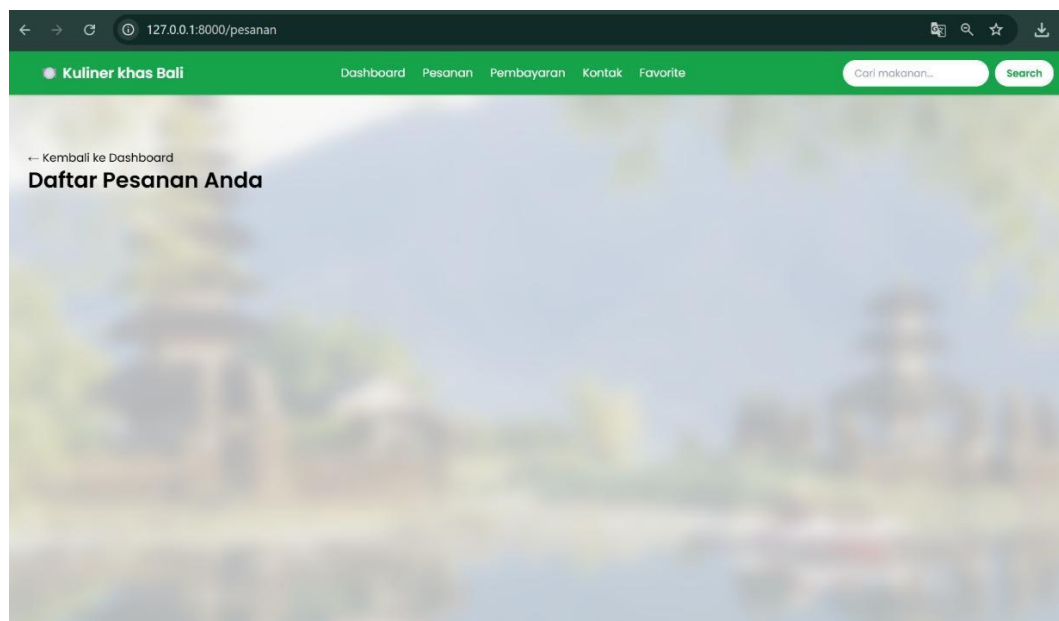 127.0.0.1:8000/pesanan
Kuliner khas Bali
Dashboard Pesanan Pembayaran Kontak Favorite
Cari makanan...
Search
← Kembali ke Dashboard
Daftar Pesanan Anda